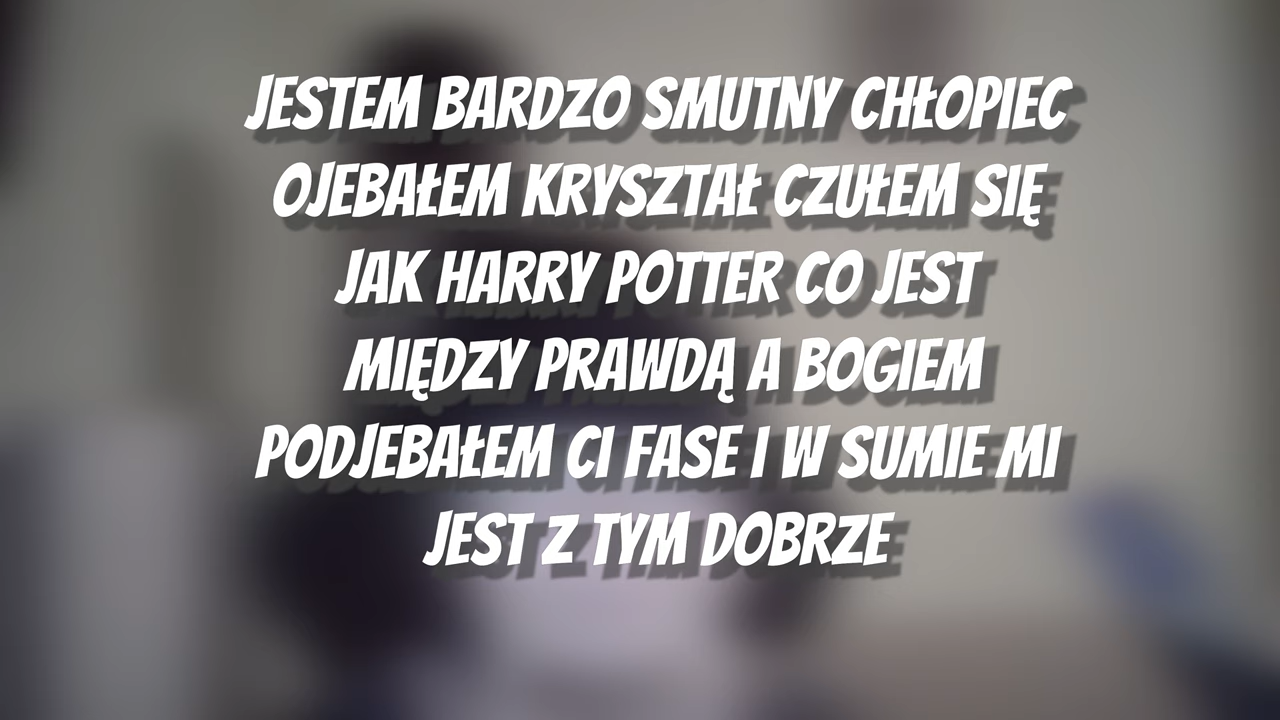 JESTEM BARDZO SMUTNY CHŁOPIEC
OJEBAŁEM KRYSZTAŁ CZUŁEM SIĘ
JAK HARRY POTTER CO JEST
MIĘDZY PRAWDĄ A BOGIEM
PODJEBAŁEM CI FASE I W SUMIE MI
JEST Z TYM DOBRZE